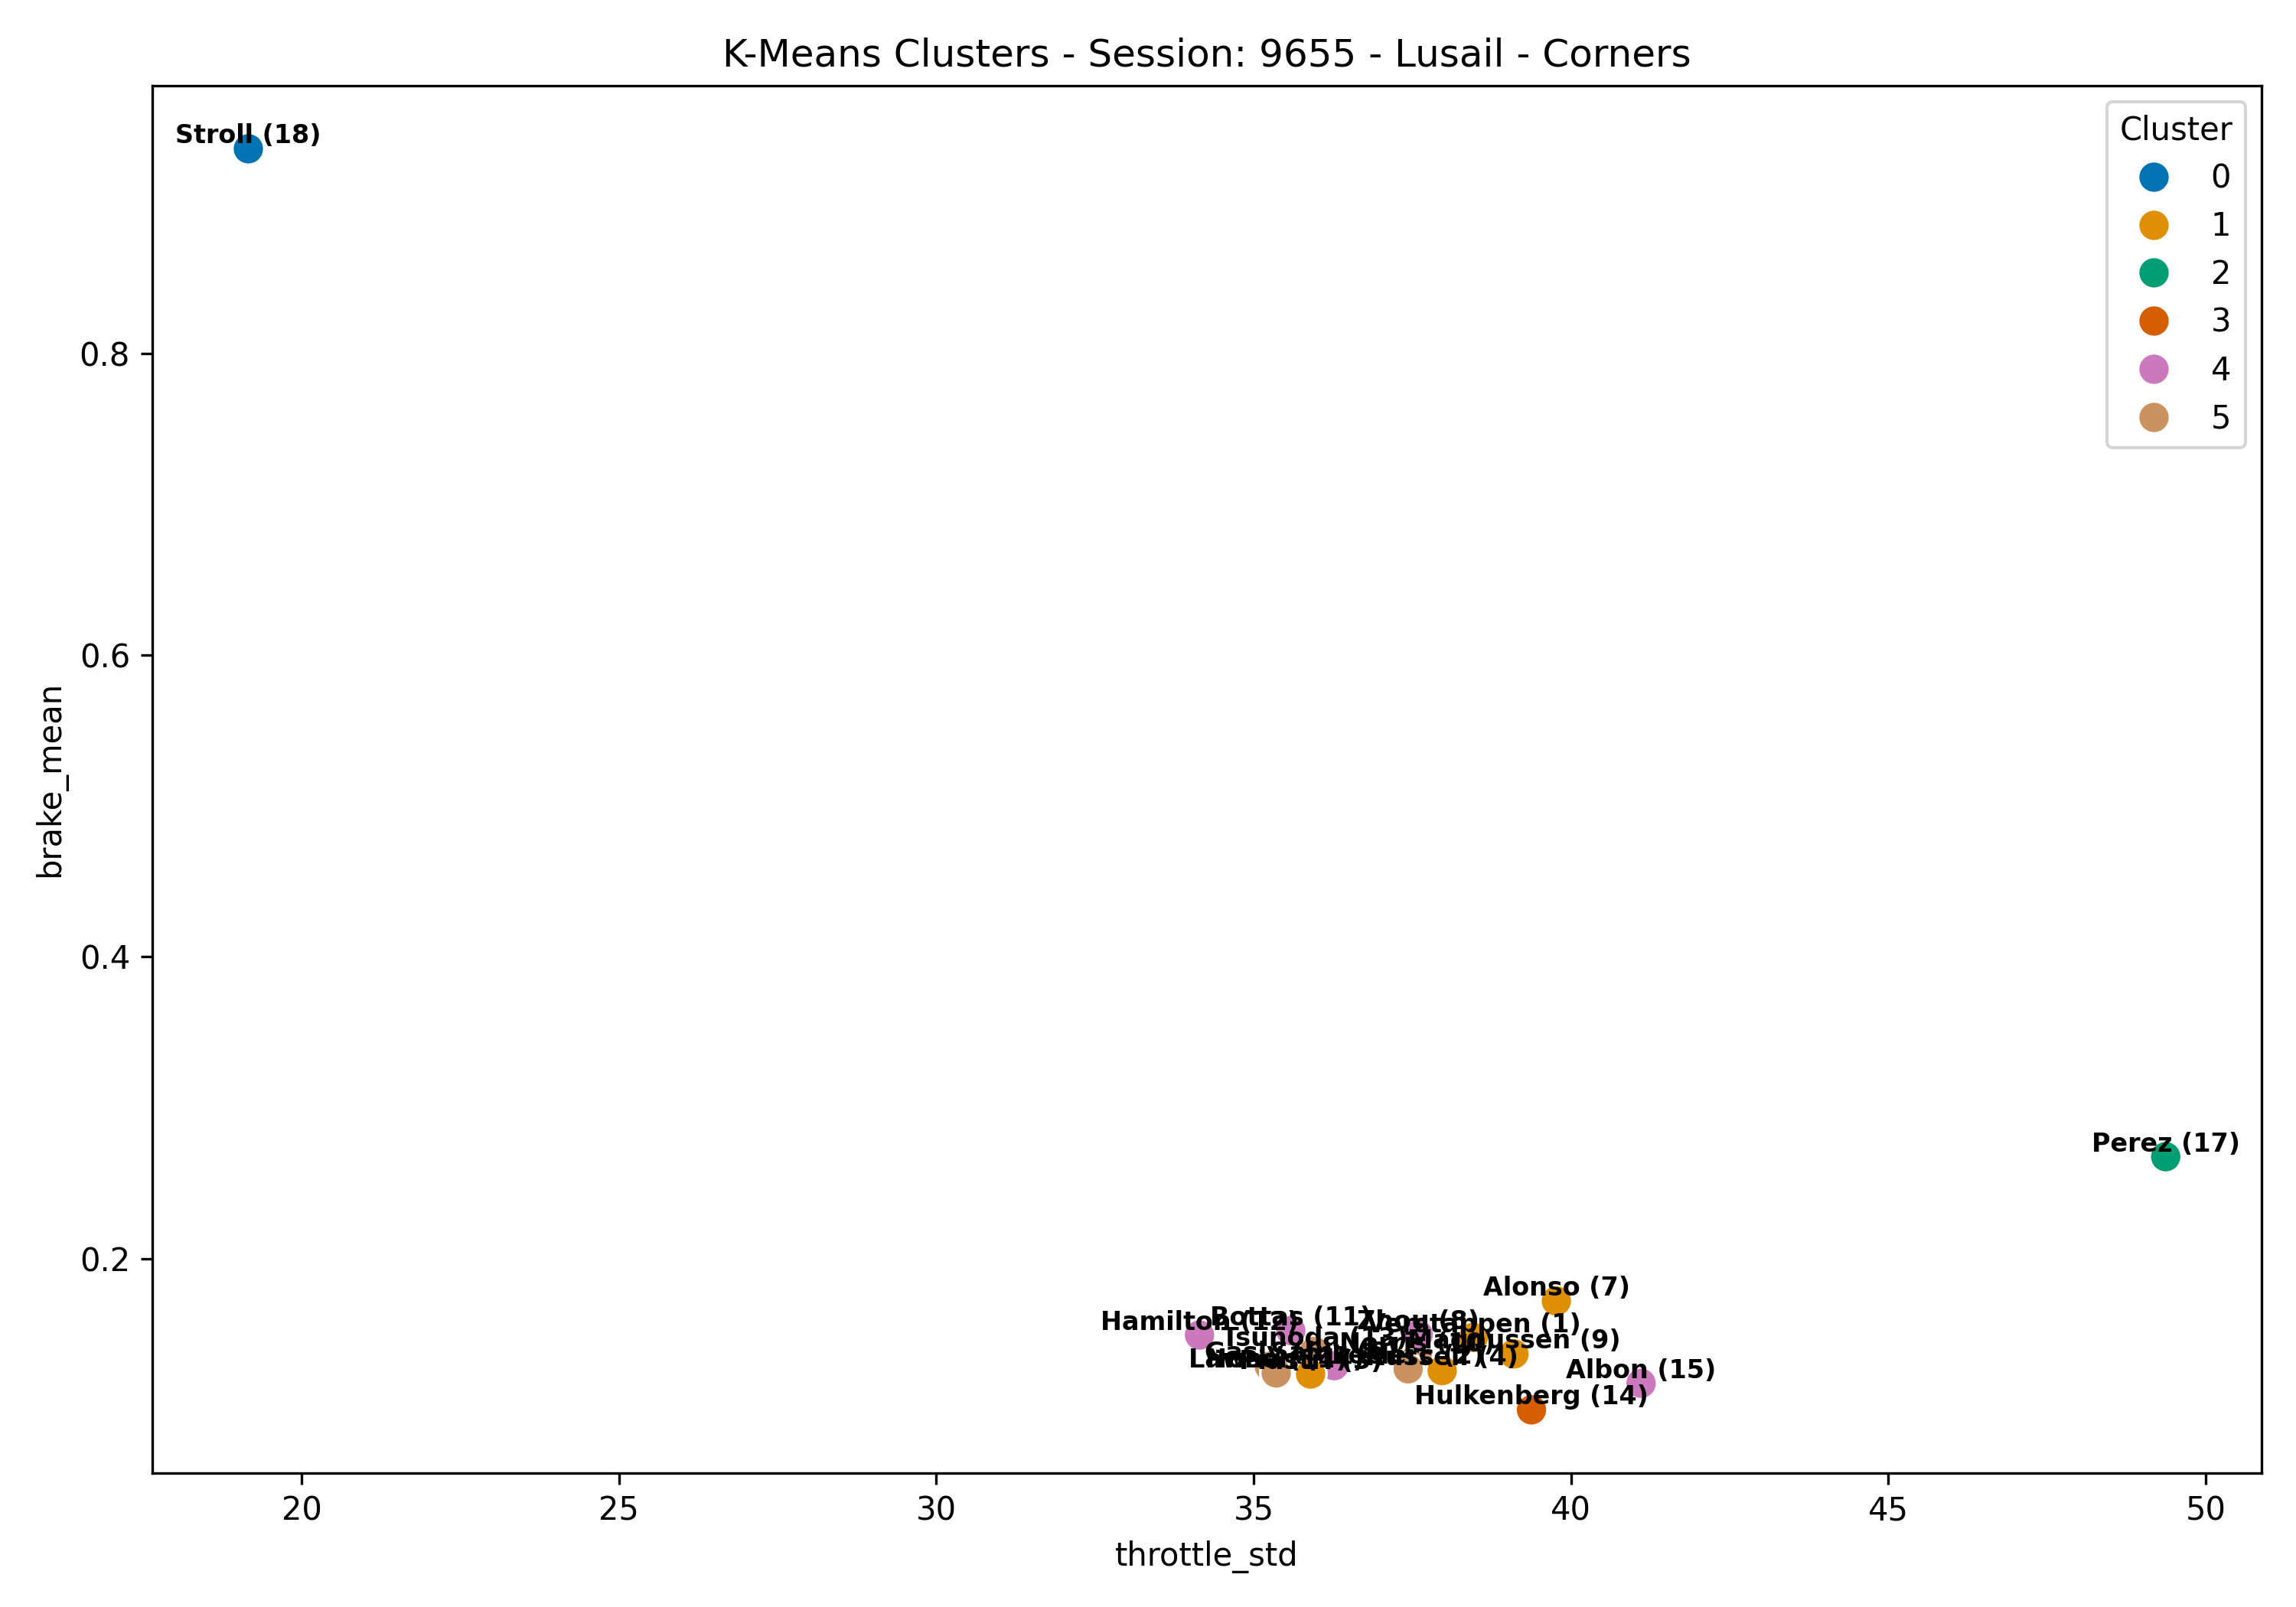 K-Means Clusters - Session: 9655 - Lusail - Corners
Stroll (18)
Cluster
0
1
2
3
4
5
0.8
0.6
0.4
0.2
brake_mean
Perez (17)
Alonso (7)
Hamilton (12)
Bottas (11)
Zhou (8)
Verstappen (1)
Albon (15)
Hulkenberg (14)
20
25
30
35
40
45
50
throttle_std